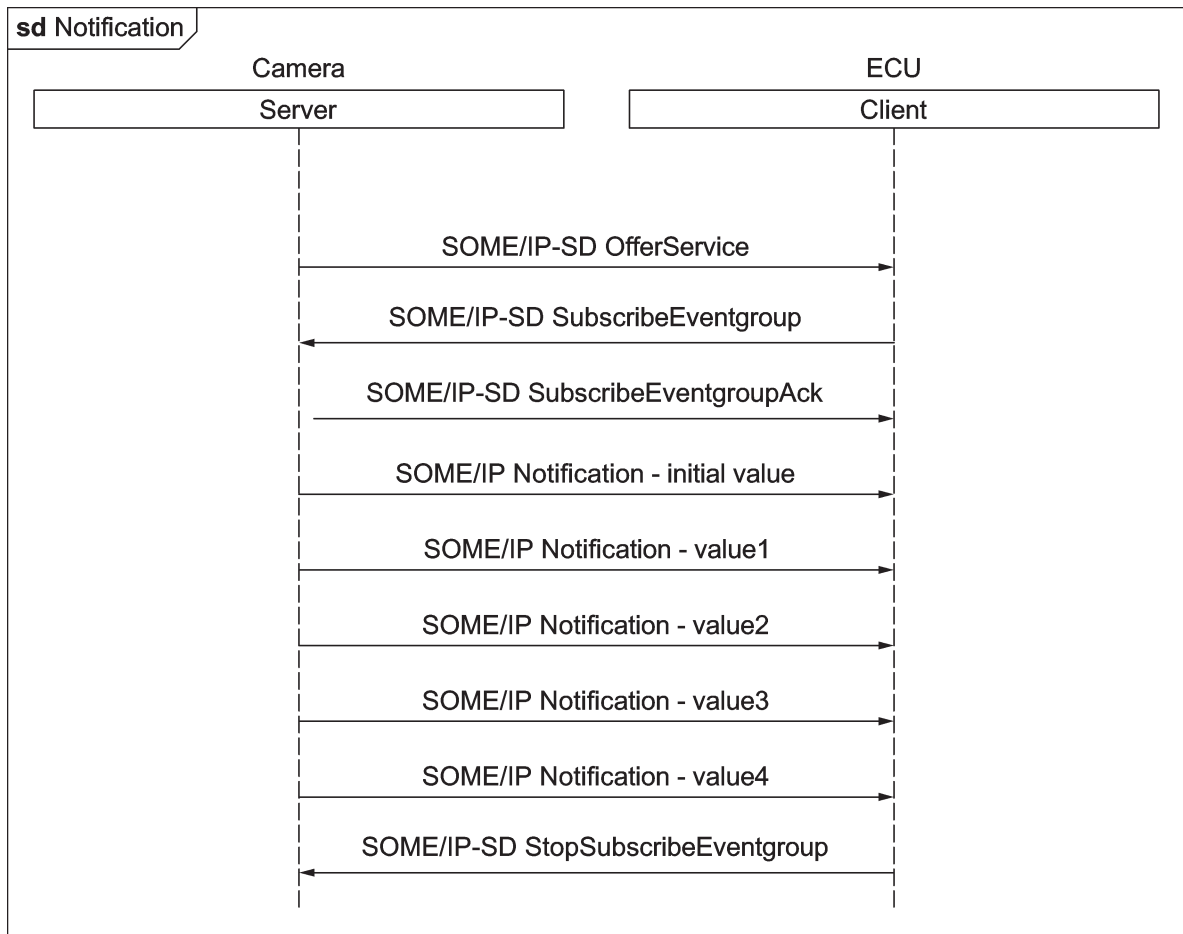 sd Notification
Camera
ECU
Server
Client
SOME/IP-SD OfferService
SOME/IP-SD SubscribeEventgroup
SOME/IP-SD SubscribeEventgroupAck
SOME/IP Notification - initial value
SOME/IP Notification - value1
SOME/IP Notification - value2
SOME/IP Notification - value3
SOME/IP Notification - value4
SOME/IP-SD StopSubscribeEventgroup